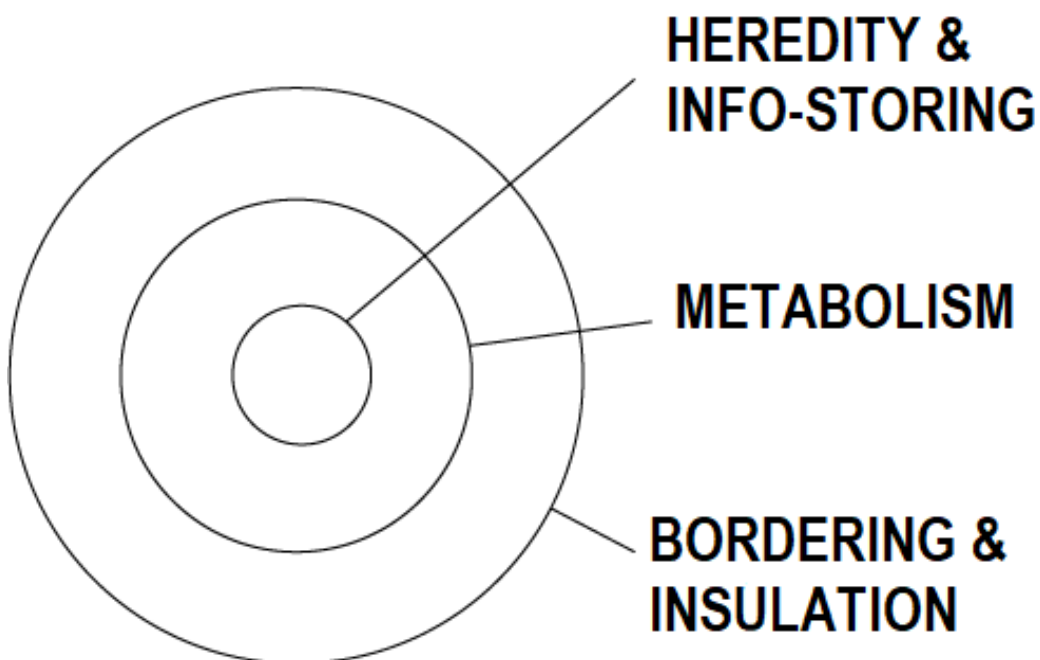 HEREDITY &
INFO-STORING
METABOLISM
BORDERING &
INSULATION